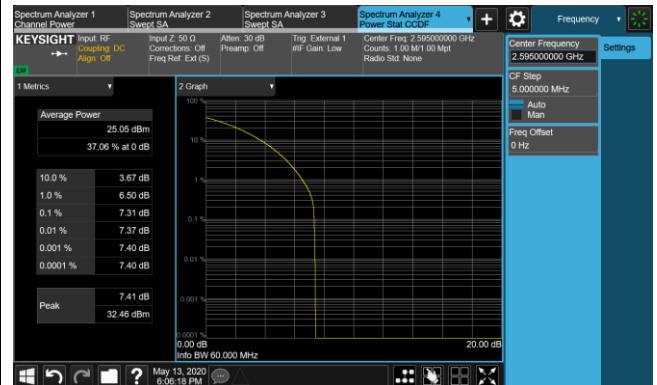 Spectrum Analyzer 1
Channel Power
Spectrum Analyzer 2
Swept SA
Spectrum Analyzer 3
Swept SA
Spectrum Analyzer 4
Power Stat CCDF
Frequency
KEYSIGHT
Input: RF
Coupling: DC
Align: Off
Input Z: 50 Ω
Corrections: Off
Freq Ref: Ext (S)
Atten: 30 dB
Preamp: Off
Trig: External 1
#IF Gain: Low
Center Freq: 2.595000000 GHz
Counts: 1.00 M/1.00 Mpt
Radio Std: None
LXI
Center Frequency
2.595000000 GHz
Settings
CF Step
5.000000 MHz
Auto
Man
Freq Offset
0 Hz
1 Metrics
Average Power
25.05 dBm
37.06 % at 0 dB
10.0 % 3.67 dB
1.0 % 6.50 dB
0.1 % 7.31 dB
0.01 % 7.37 dB
0.001 % 7.40 dB
0.0001 % 7.40 dB
Peak
7.41 dB
32.46 dBm
2 Graph
100 %
10 %
1 %
0.1 %
0.01 %
0.001 %
0.0001 %
0.00 dB
20.00 dB
Info BW 60.000 MHz
?
May 13, 2020
6:06:18 PM